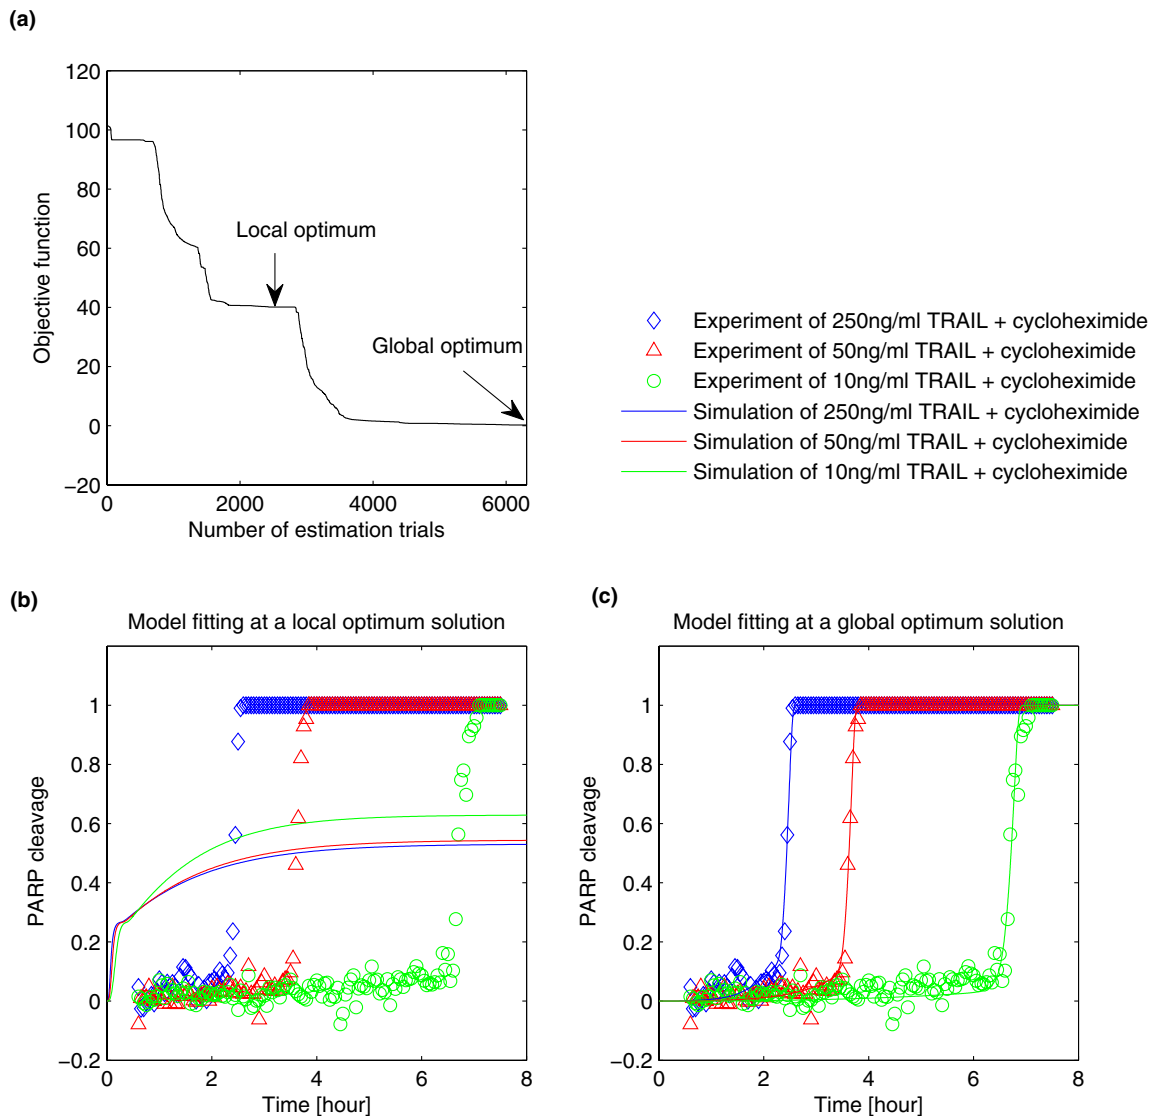 (a)
120
100
80
60
40
20
0
−20
Objective function
Local optimum
Global optimum
0
2000
4000
6000
Number of estimation trials
Experiment of 250ng/ml TRAIL + cycloheximide
Experiment of 50ng/ml TRAIL + cycloheximide
Experiment of 10ng/ml TRAIL + cycloheximide
Simulation of 250ng/ml TRAIL + cycloheximide
Simulation of 50ng/ml TRAIL + cycloheximide
Simulation of 10ng/ml TRAIL + cycloheximide
(b)
Model fitting at a local optimum solution
1
0.8
0.6
0.4
0.2
0
−0.2
PARP cleavage
0
2
4
6
8
Time [hour]
(c)
Model fitting at a global optimum solution
1
0.8
0.6
0.4
0.2
0
−0.2
PARP cleavage
0
2
4
6
8
Time [hour]